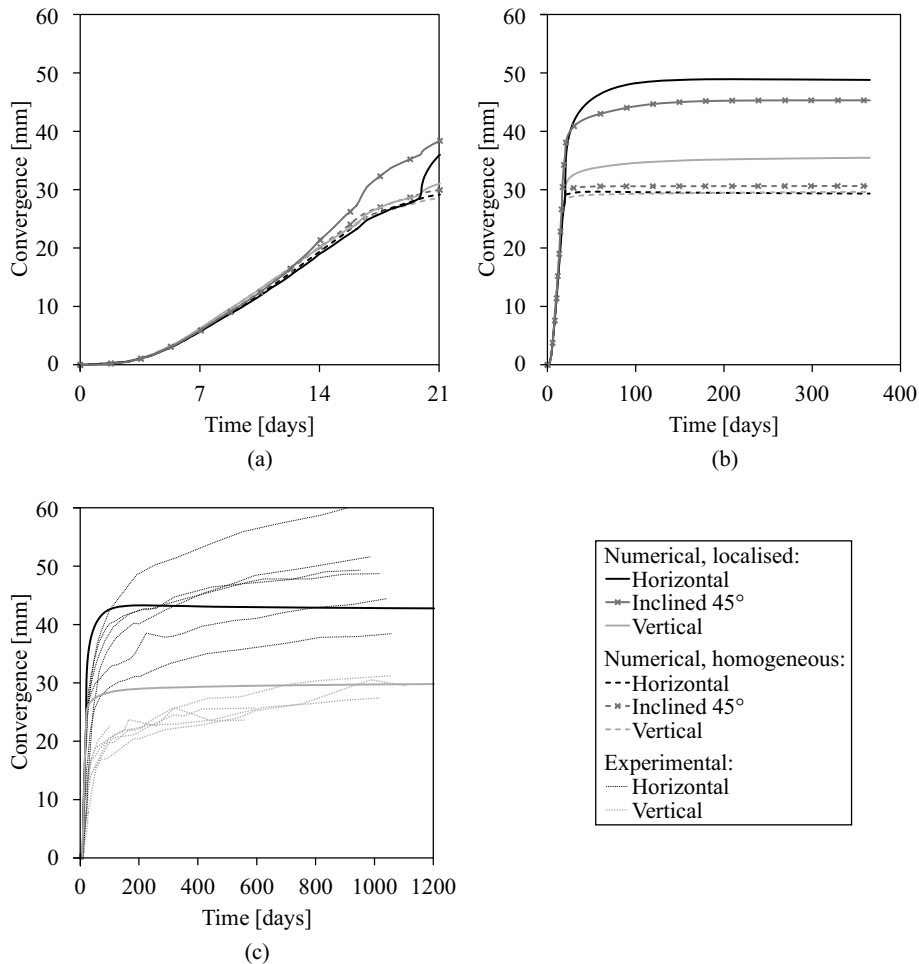 60
50
40
30
20
10
0
Convergence [mm]
0 7 14 21
Time [days]
(a)
60
50
40
30
20
10
0
Convergence [mm]
0 100 200 300 400
Time [days]
(b)
60
50
40
30
20
10
0
Convergence [mm]
0 200 400 600 800 1000 1200
Time [days]
(c)
Numerical, localised:
Horizontal
Inclined 45°
Vertical
Numerical, homogeneous:
Horizontal
Inclined 45°
Vertical
Experimental:
Horizontal
Vertical